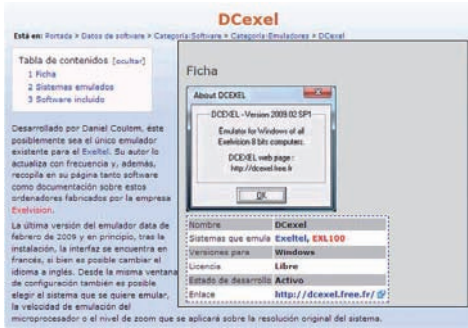 DCexel
Está en: Portada > Datos de software > Categoría:Software > Categoría:Emuladores > DCexel
Tabla de contenidos [ocultar]
1 Ficha
2 Sistemas emulados
3 Software incluido
Desarrollado por Daniel Coulom, éste
posiblemente sea el único emulador
existente para el Exeltel. Su autor lo
actualiza con frecuencia y, además,
recopila en su página tanto software
como documentación sobre estos
ordenadores fabricados por la empresa
Exelvision.
La última versión del emulador data de
febrero de 2009 y en principio, tras la
instalación, la interfaz se encuentra en
francés, si bien es posible cambiar el
idioma a inglés. Desde la misma ventana
de configuración también es posible
elegir el sistema que se quiere emular,
la velocidad de emulación del
microprocesador o el nivel de zoom que se aplicará sobre la resolución original del sistema.
Ficha
About DCEXEL
DCEXEL - Version 2009.02 SP1
Emulator for Windows of all
Exelvision 8 bits computers.
DCEXEL web page :
http://dcexel.free.fr
OK
Nombre DCexel
Sistemas que emula Exeltel, EXL100
Versiones para Windows
Licencia Libre
Estado de desarrollo Activo
Enlace http://dcexel.free.fr/